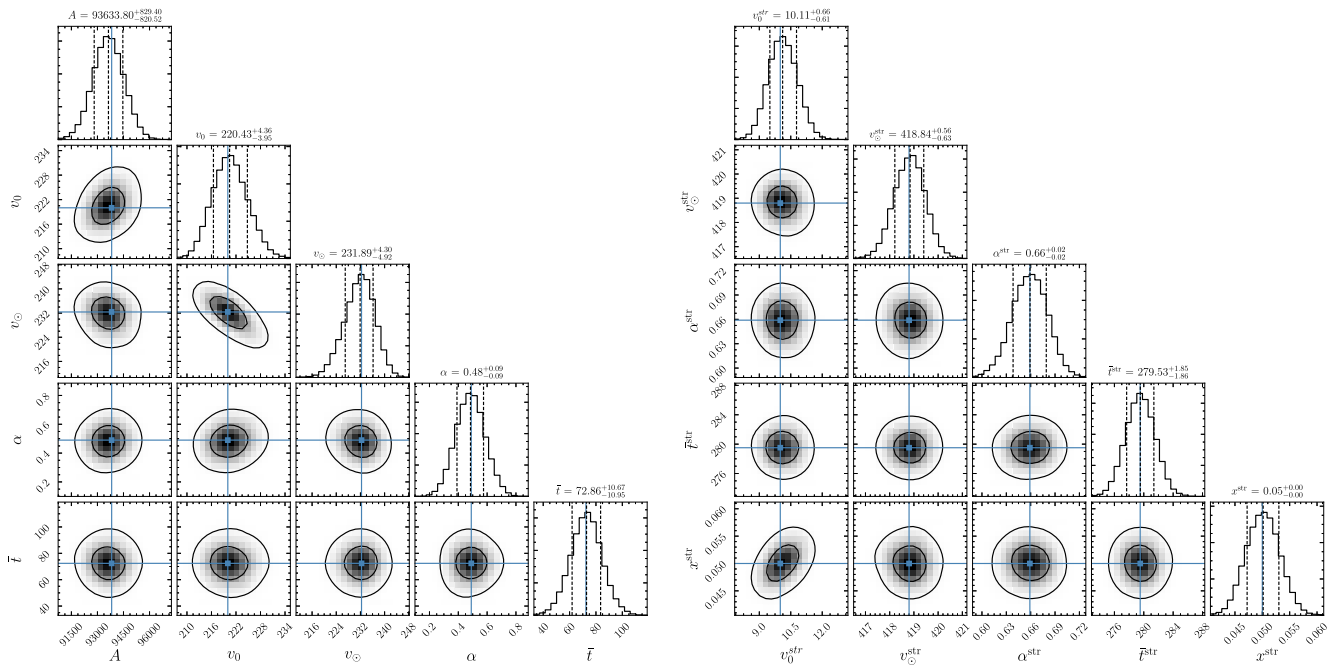 A = 93633.80^{+829.40}_{-820.52}
v_0 = 220.43^{+4.36}_{-3.95}
v_⊙ = 231.89^{+4.30}_{-4.92}
α = 0.48^{+0.09}_{-0.09}
t̄ = 72.86^{+10.67}_{-10.95}
234
228
222
216
210
v_0
248
240
232
224
216
v_⊙
0.8
0.6
0.4
0.2
α
100
80
60
40
t̄
91500 93000 94500 96000
A
210 216 222 228 234
v_0
216 224 232 240 248
v_⊙
0.2 0.4 0.6 0.8
α
40 60 80 100
t̄
v_0^{str} = 10.11^{+0.66}_{-0.61}
v_⊙^{str} = 418.84^{+0.56}_{-0.63}
α^{str} = 0.66^{+0.02}_{-0.02}
t̄^{str} = 279.53^{+1.85}_{-1.86}
x^{str} = 0.05^{+0.00}_{-0.00}
421
420
419
418
417
v_⊙^{str}
0.72
0.69
0.66
0.63
0.60
α^{str}
288
284
280
276
t̄^{str}
0.060
0.055
0.050
0.045
x^{str}
9.0 10.5 12.0
v_0^{str}
417 418 419 420 421
v_⊙^{str}
0.60 0.63 0.66 0.69 0.72
α^{str}
276 280 284 288
t̄^{str}
0.045 0.050 0.055 0.060
x^{str}